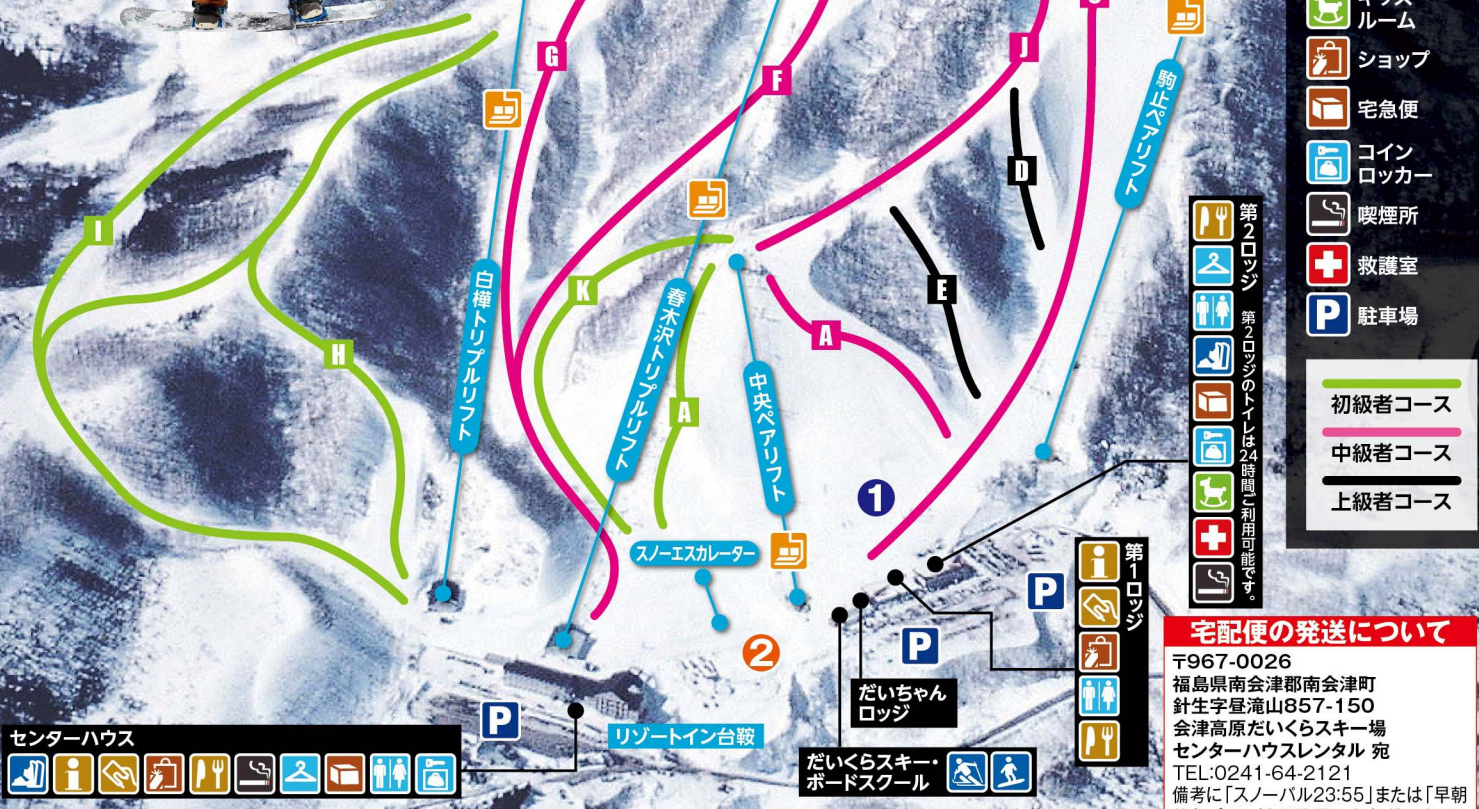 G
F
J
I
D
K
E
A
H
A
白樺トリプルリフト
春木沢トリプルリフト
中央ペアリフト
駒止ペアリフト
スノーエスカレーター
1
2
P
P
P
リゾートイン台鞍
だいちゃん
ロッジ
だいくらスキー・
ボードスクール
センターハウス
第1ロッジ
第2ロッジ 第2ロッジのトイレは24時間ご利用可能です。
ルーム
ショップ
宅急便
コイン
ロッカー
喫煙所
救護室
P 駐車場
初級者コース
中級者コース
上級者コース
宅配便の発送について
〒967-0026
福島県南会津郡南会津町
針生字昼滝山857-150
会津高原だいくらスキー場
センターハウスレンタル 宛
TEL:0241-64-2121
備考に「スノーパル23:55」または「早朝